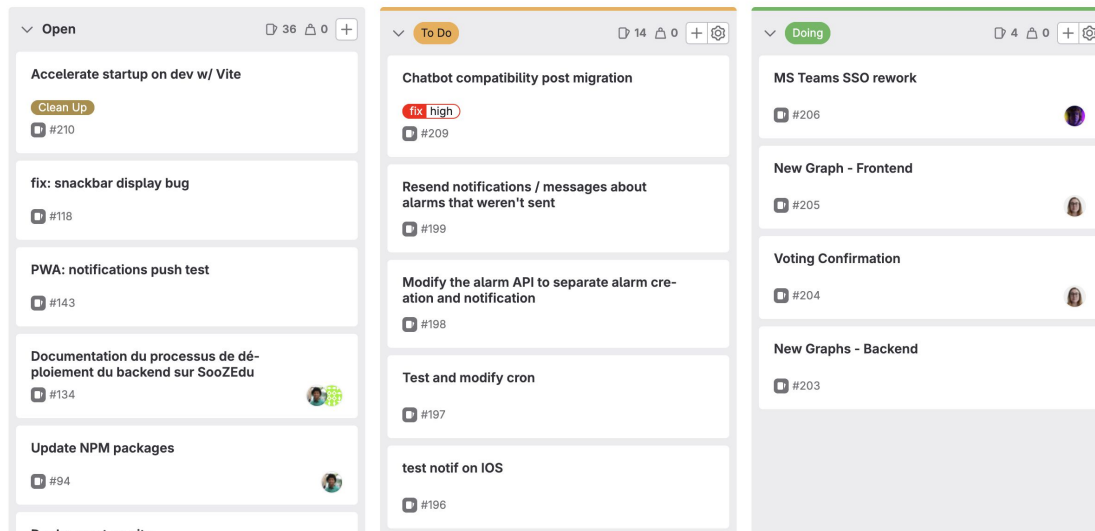 Open 36 0
Accelerate startup on dev w/ Vite
Clean Up
#210
fix: snackbar display bug
#118
PWA: notifications push test
#143
Documentation du processus de dé-
ploiement du backend sur SooZEdu
#134
Update NPM packages
#94
To Do 14 0
Chatbot compatibility post migration
fix high
#209
Resend notifications / messages about
alarms that weren't sent
#199
Modify the alarm API to separate alarm cre-
ation and notification
#198
Test and modify cron
#197
test notif on IOS
#196
Doing 4 0
MS Teams SSO rework
#206
New Graph - Frontend
#205
Voting Confirmation
#204
New Graphs - Backend
#203